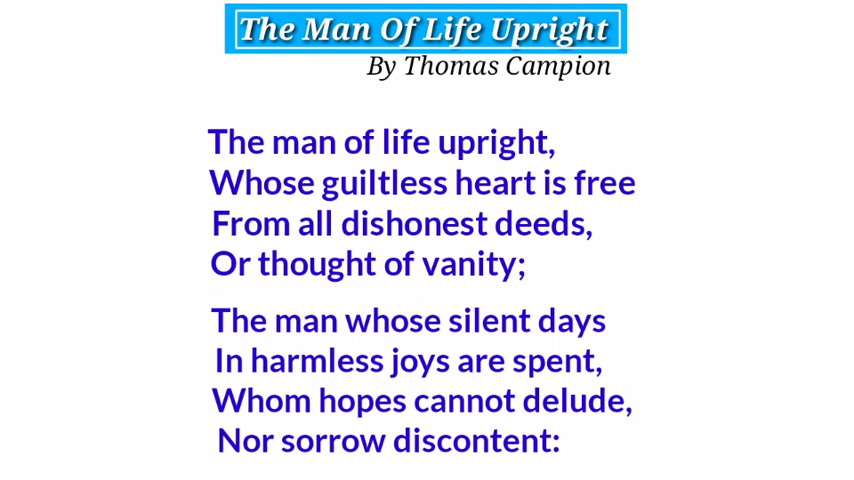 The Man Of Life Upright
By Thomas Campion
The man of life upright,
Whose guiltless heart is free
From all dishonest deeds,
Or thought of vanity;
The man whose silent days
In harmless joys are spent,
Whom hopes cannot delude,
Nor sorrow discontent: